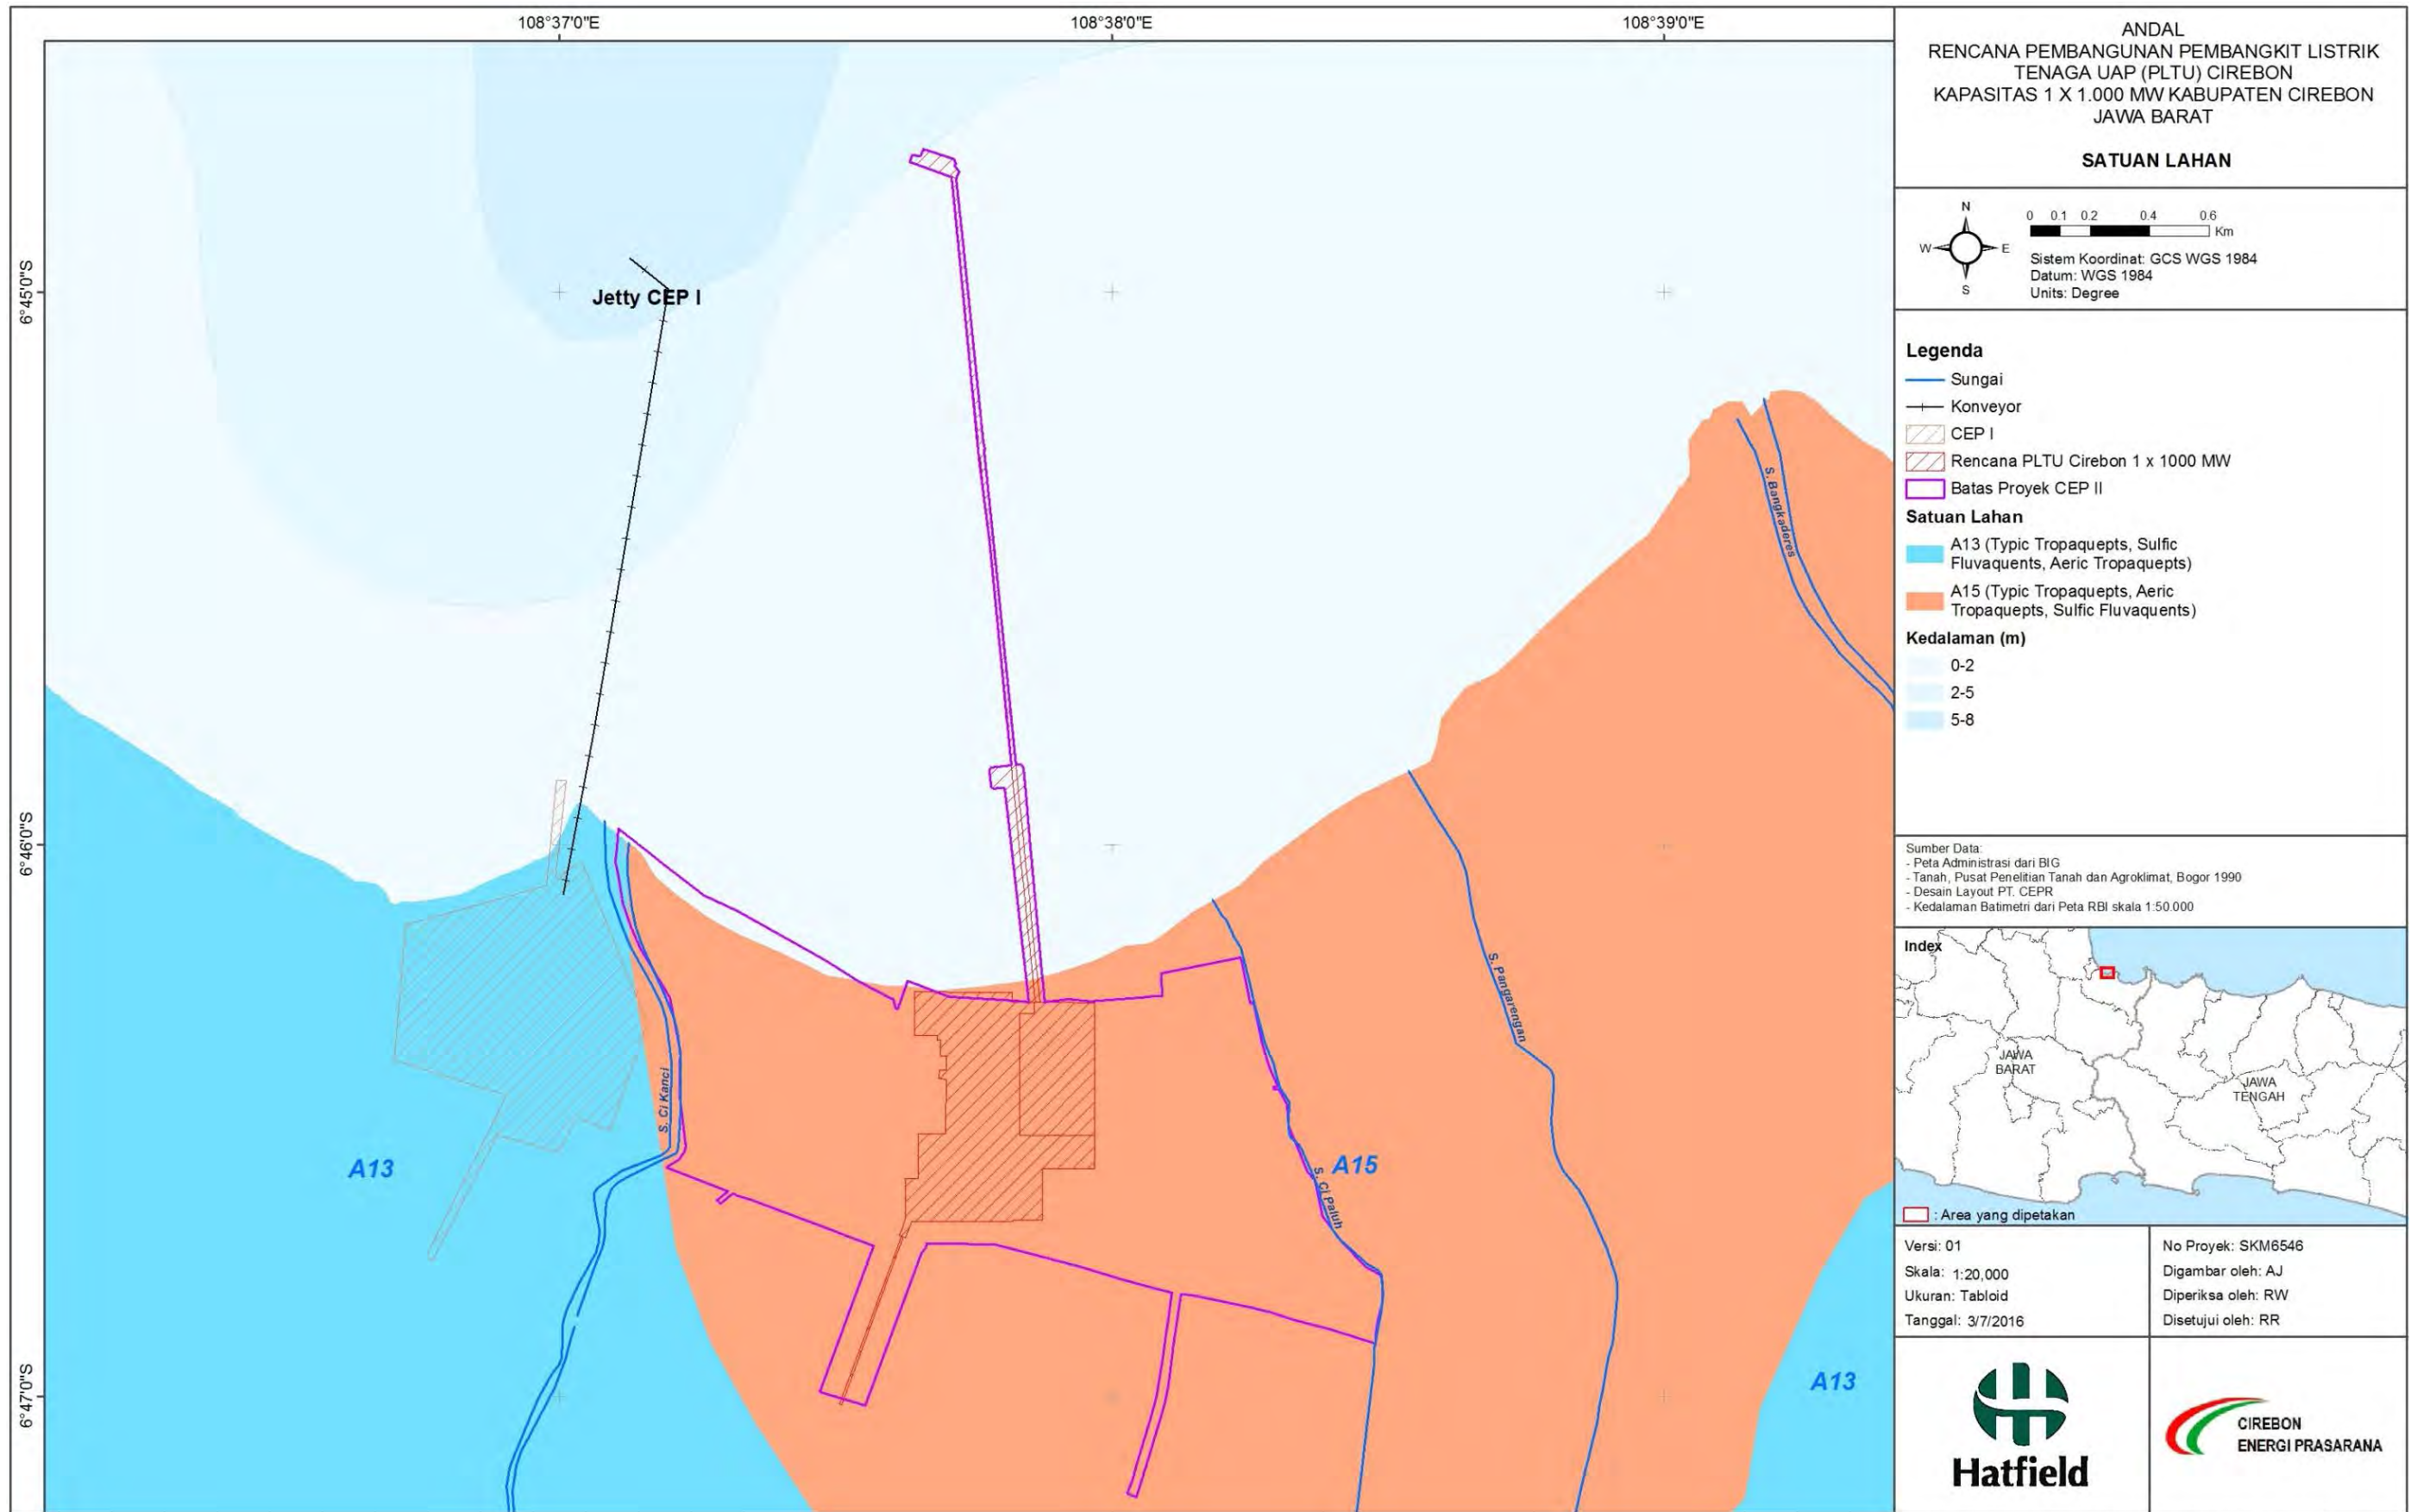 108°37'0"E
108°38'0"E
108°39'0"E
6°45'0"S
6°46'0"S
6°47'0"S
Jetty CEP I
S. Ci Kanci
S. Ci Paluh
S. Pangarengan
S. Bangkaderes
A13
A15
A13
ANDAL
RENCANA PEMBANGUNAN PEMBANGKIT LISTRIK
TENAGA UAP (PLTU) CIREBON
KAPASITAS 1 X 1.000 MW KABUPATEN CIREBON
JAWA BARAT
SATUAN LAHAN
N
W E
S
0 0.1 0.2 0.4 0.6
Km
Sistem Koordinat: GCS WGS 1984
Datum: WGS 1984
Units: Degree
Legenda
Sungai
Konveyor
CEP I
Rencana PLTU Cirebon 1 x 1000 MW
Batas Proyek CEP II
Satuan Lahan
A13 (Typic Tropaquepts, Sulfic
Fluvaquents, Aeric Tropaquepts)
A15 (Typic Tropaquepts, Aeric
Tropaquepts, Sulfic Fluvaquents)
Kedalaman (m)
0-2
2-5
5-8
Sumber Data:
- Peta Administrasi dari BIG
- Tanah, Pusat Penelitian Tanah dan Agroklimat, Bogor 1990
- Desain Layout PT. CEPR
- Kedalaman Batimetri dari Peta RBI skala 1:50.000
Index
JAWA
BARAT
JAWA
TENGAH
: Area yang dipetakan
Versi: 01
Skala: 1:20,000
Ukuran: Tabloid
Tanggal: 3/7/2016
No Proyek: SKM6546
Digambar oleh: AJ
Diperiksa oleh: RW
Disetujui oleh: RR
Hatfield
CIREBON
ENERGI PRASARANA